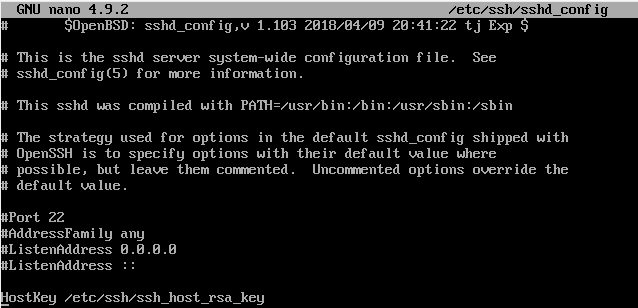 GNU nano 4.9.2 /etc/ssh/sshd_config
# $OpenBSD: sshd_config,v 1.103 2018/04/09 20:41:22 tj Exp $
# This is the sshd server system-wide configuration file. See
# sshd_config(5) for more information.
# This sshd was compiled with PATH=/usr/bin:/bin:/usr/sbin:/sbin
# The strategy used for options in the default sshd_config shipped with
# OpenSSH is to specify options with their default value where
# possible, but leave them commented. Uncommented options override the
# default value.
#Port 22
#AddressFamily any
#ListenAddress 0.0.0.0
#ListenAddress ::
HostKey /etc/ssh/ssh_host_rsa_key